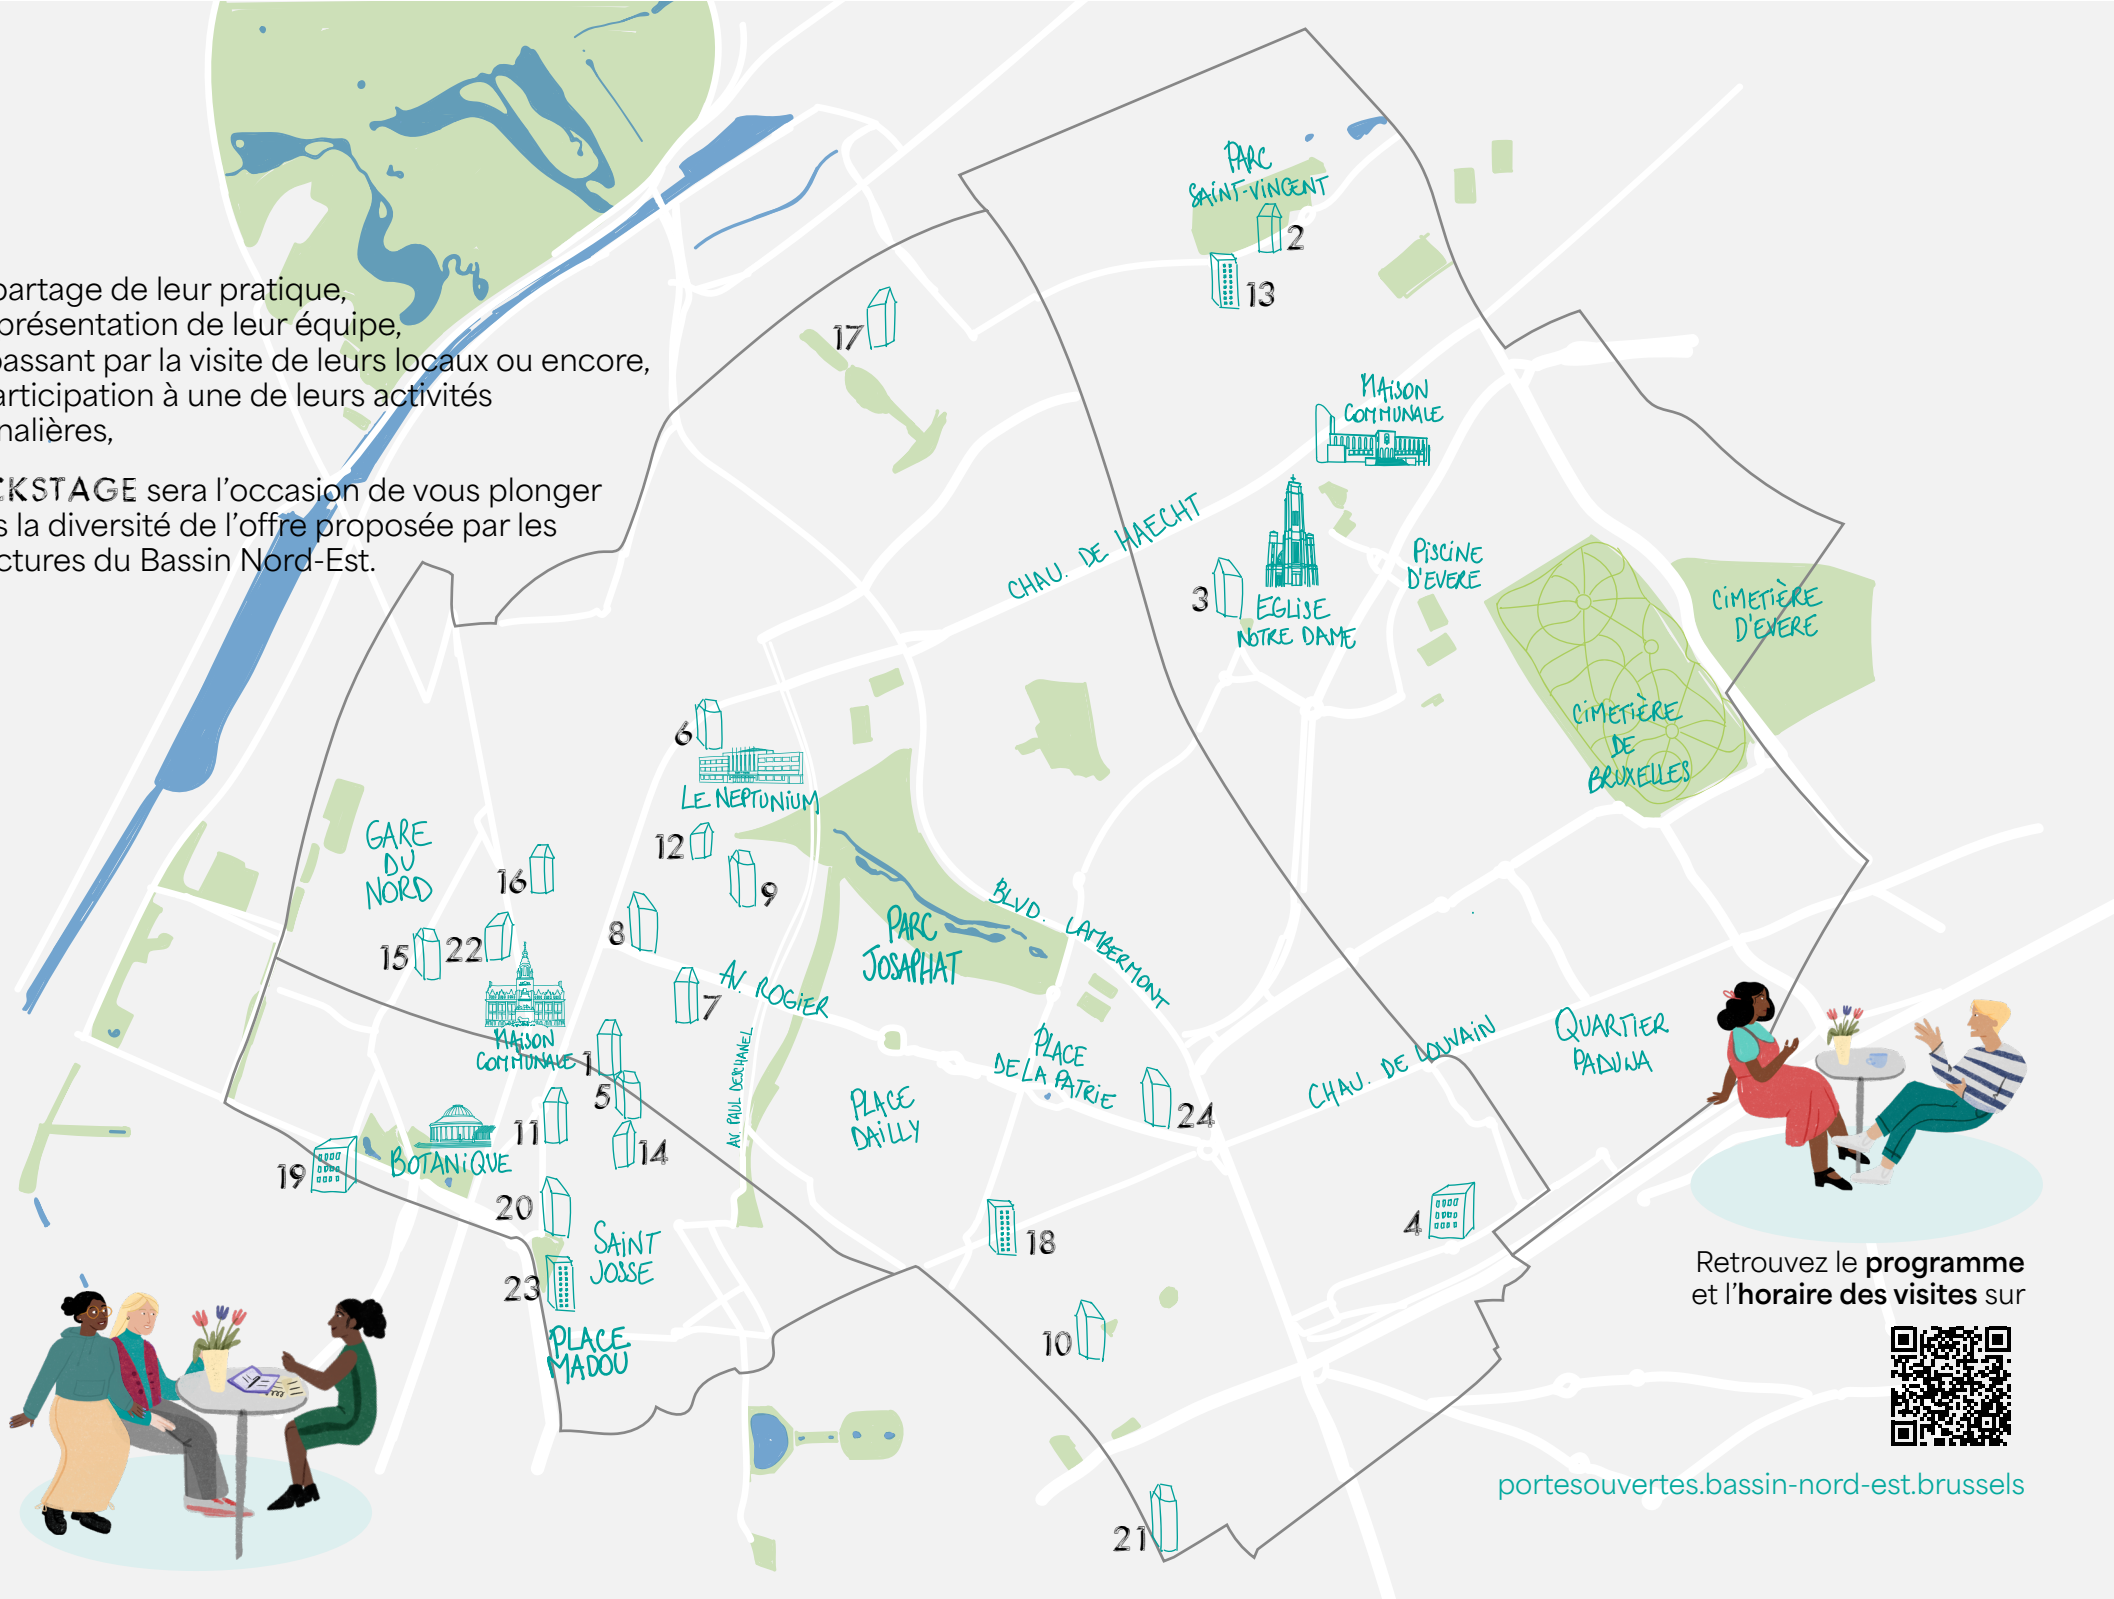 partage de leur pratique,
présentation de leur équipe,
passant par la visite de leurs locaux ou encore,
articipation à une de leurs activités
nalières,
CKSTAGE sera l'occasion de vous plonger
s la diversité de l'offre proposée par les
ctures du Bassin Nord-Est.
PARC
SAINT-VINCENT
2
13
17
MAISON
COMMUNALE
CHAU. DE HAECHT
3
EGLISE
NOTRE DAME
PISCINE
D'EVERE
CIMETIÈRE
D'EVERE
CIMETIÈRE
DE
BRUXELLES
6
LE NEPTUNIUM
12
9
GARE
DU
NORD
16
8
15
22
MAISON
COMMUNALE
7
AV. ROGIER
PARC
JOSAPHAT
BLVD. LAMBERMONT
1
5
11
14
AV. PAUL DESCHANEL
PLACE
DAILLY
PLACE
DE LA PATRIE
24
CHAU. DE LOUVAIN
QUARTIER
PADUWA
19
BOTANIQUE
20
SAINT
JOSSE
23
PLACE
MADOU
18
4
10
21
Retrouvez le programme
et l'horaire des visites sur
portesouvertes.bassin-nord-est.brussels